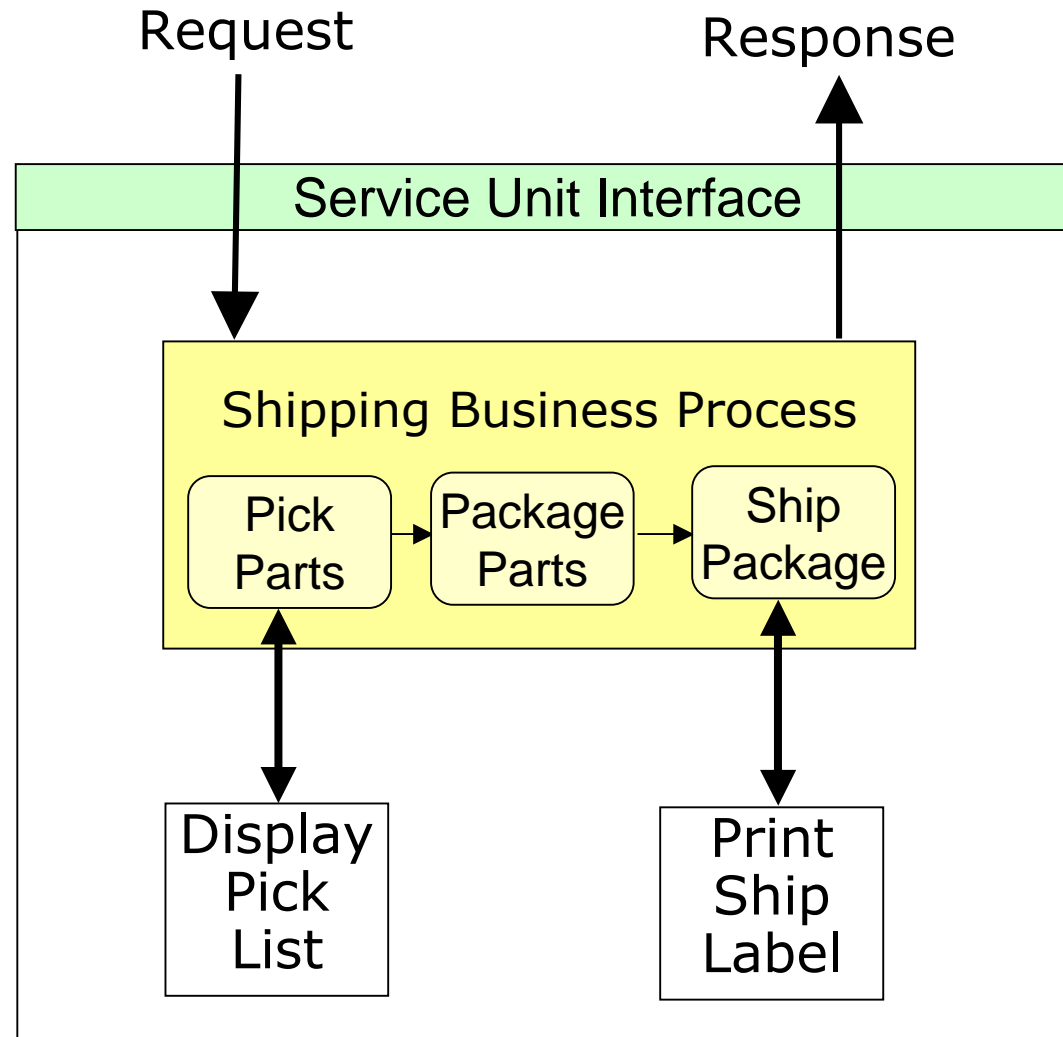 Request
Response
Service Unit Interface
Shipping Business Process
Pick
Parts
Package
Parts
Ship
Package
Display
Pick
List
Print
Ship
Label